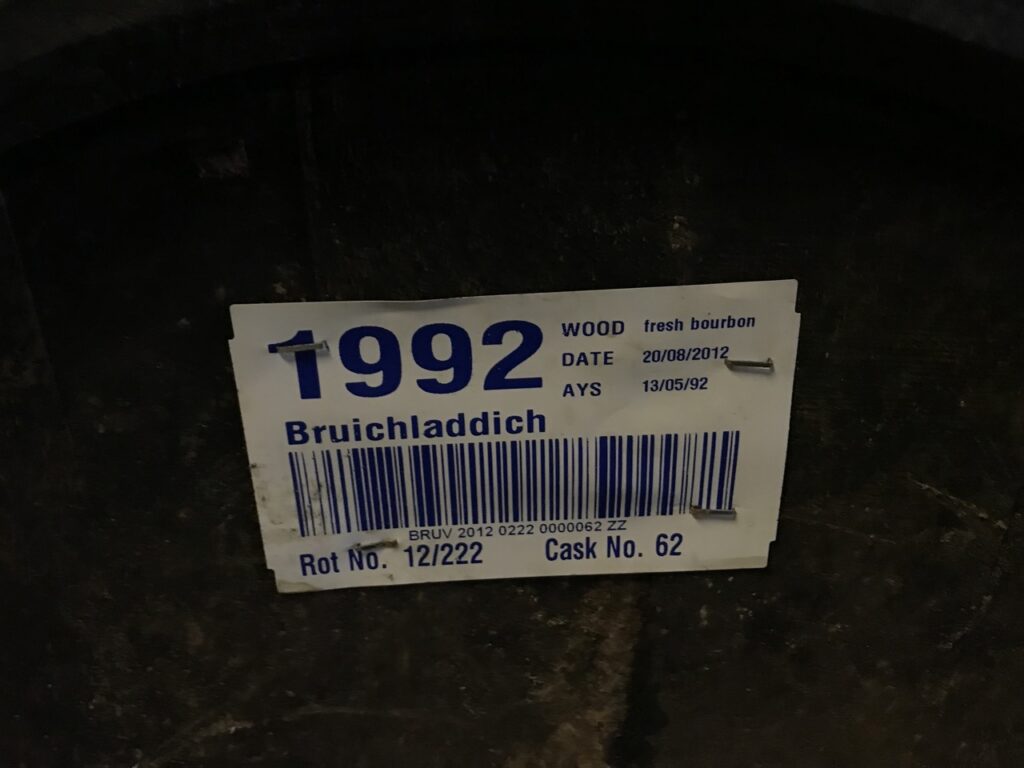 1992
WOOD fresh bourbon
DATE 20/08/2012
AYS 13/05/92
Bruichladdich
BRUV 2012 0222 0000062 ZZ
Rot No. 12/222 Cask No. 62